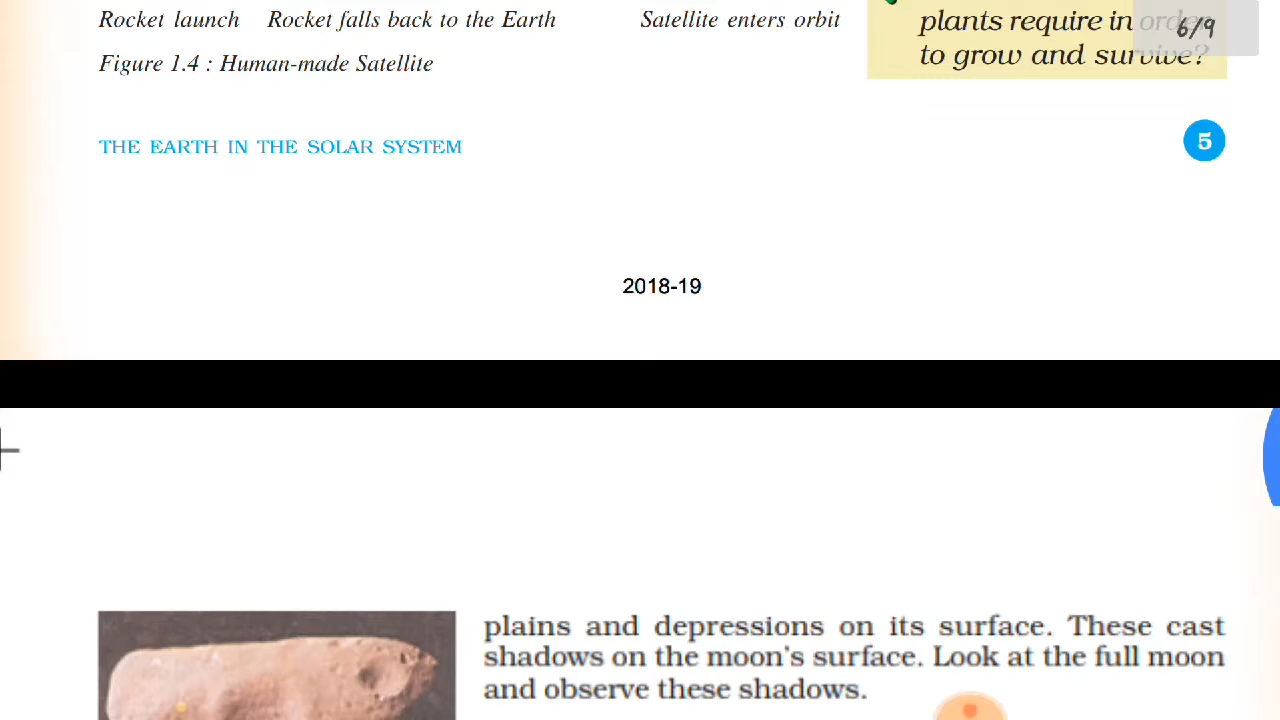 Rocket launch Rocket falls back to the Earth Satellite enters orbit
Figure 1.4 : Human-made Satellite
plants require in order
to grow and survive?
6/9
THE EARTH IN THE SOLAR SYSTEM
5
2018-19
plains and depressions on its surface. These cast
shadows on the moon's surface. Look at the full moon
and observe these shadows.